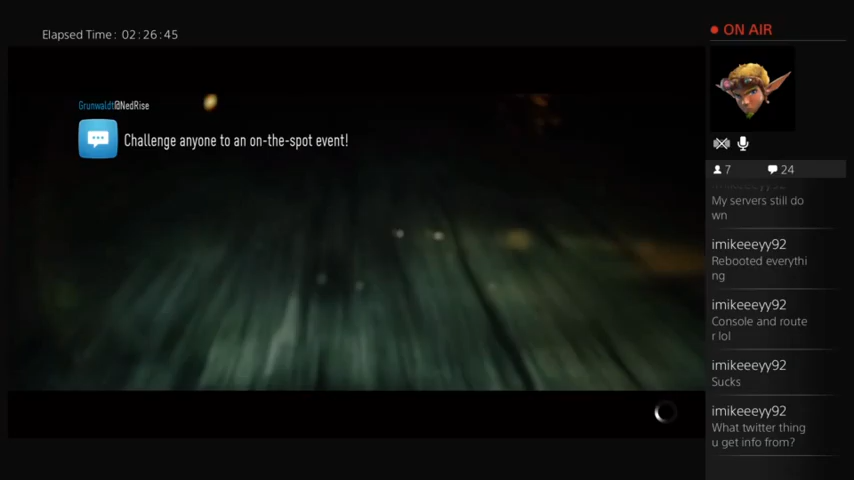 Elapsed Time: 02:26:45
ON AIR
Grunwaldt@NedRise
Challenge anyone to an on-the-spot event!
7
24
imikeeeyy92
My servers still do
wn
imikeeeyy92
Rebooted everythi
ng
imikeeeyy92
Console and route
r lol
imikeeeyy92
Sucks
imikeeeyy92
What twitter thing
u get info from?